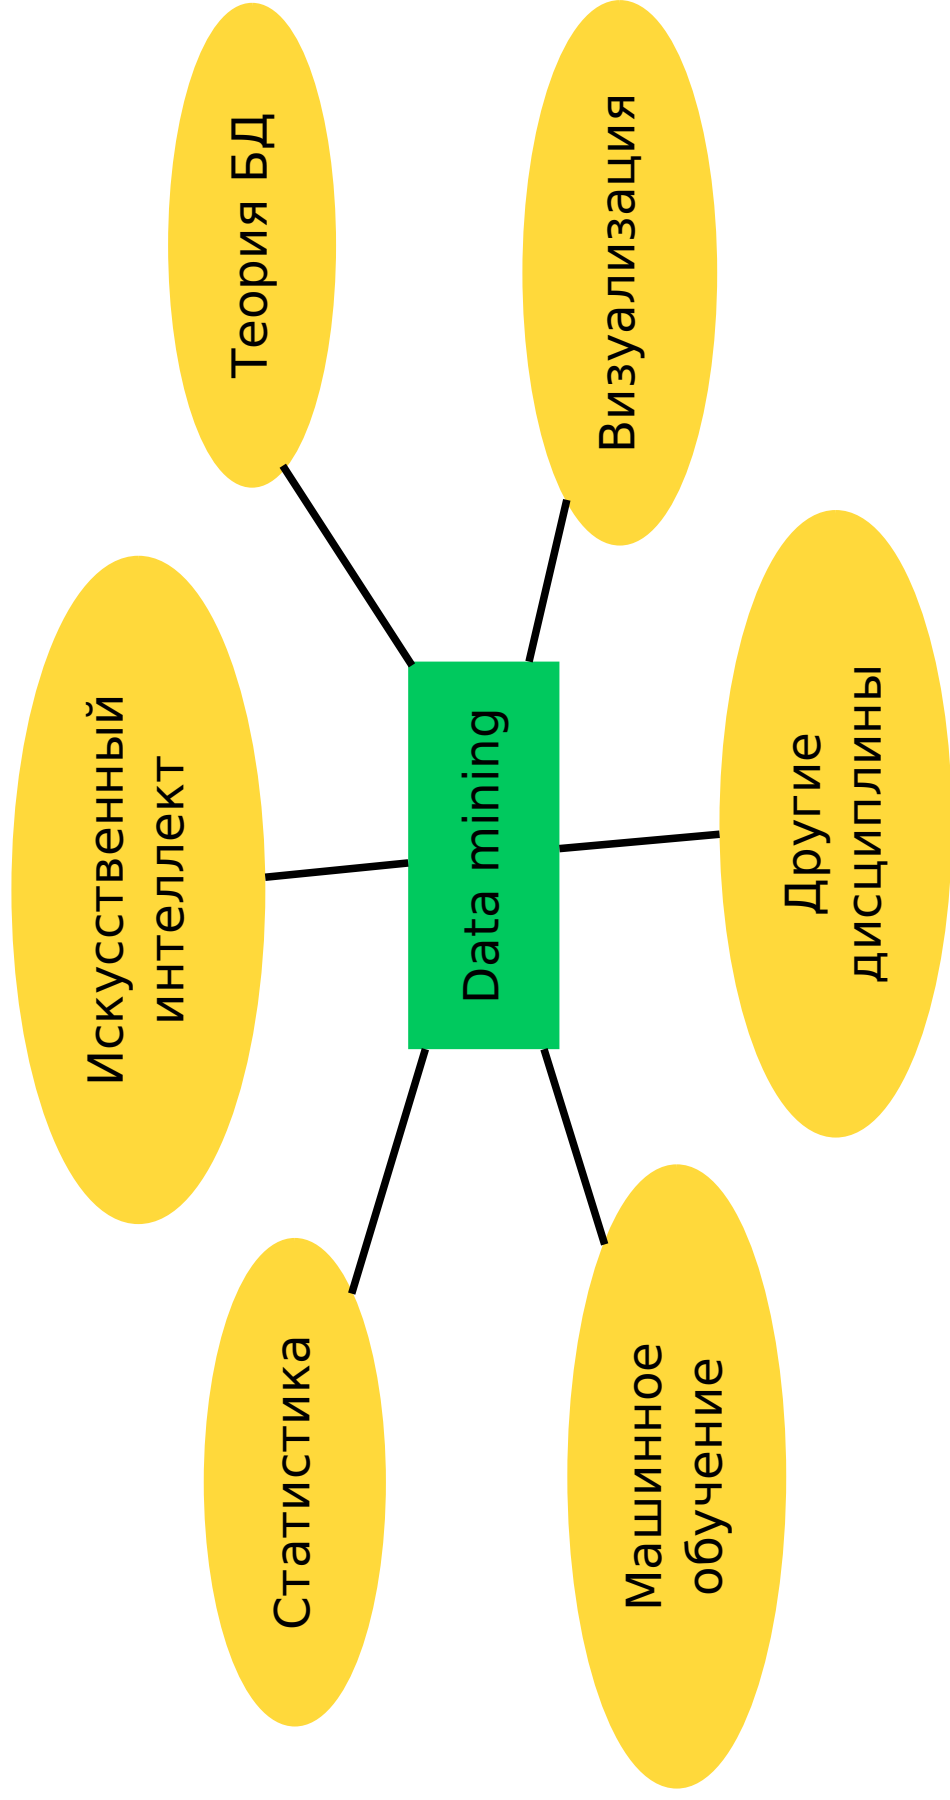 Искусственный
интеллект
Статистика
Теория БД
Data mining
Машинное
обучение
Визуализация
Другие
дисциплины